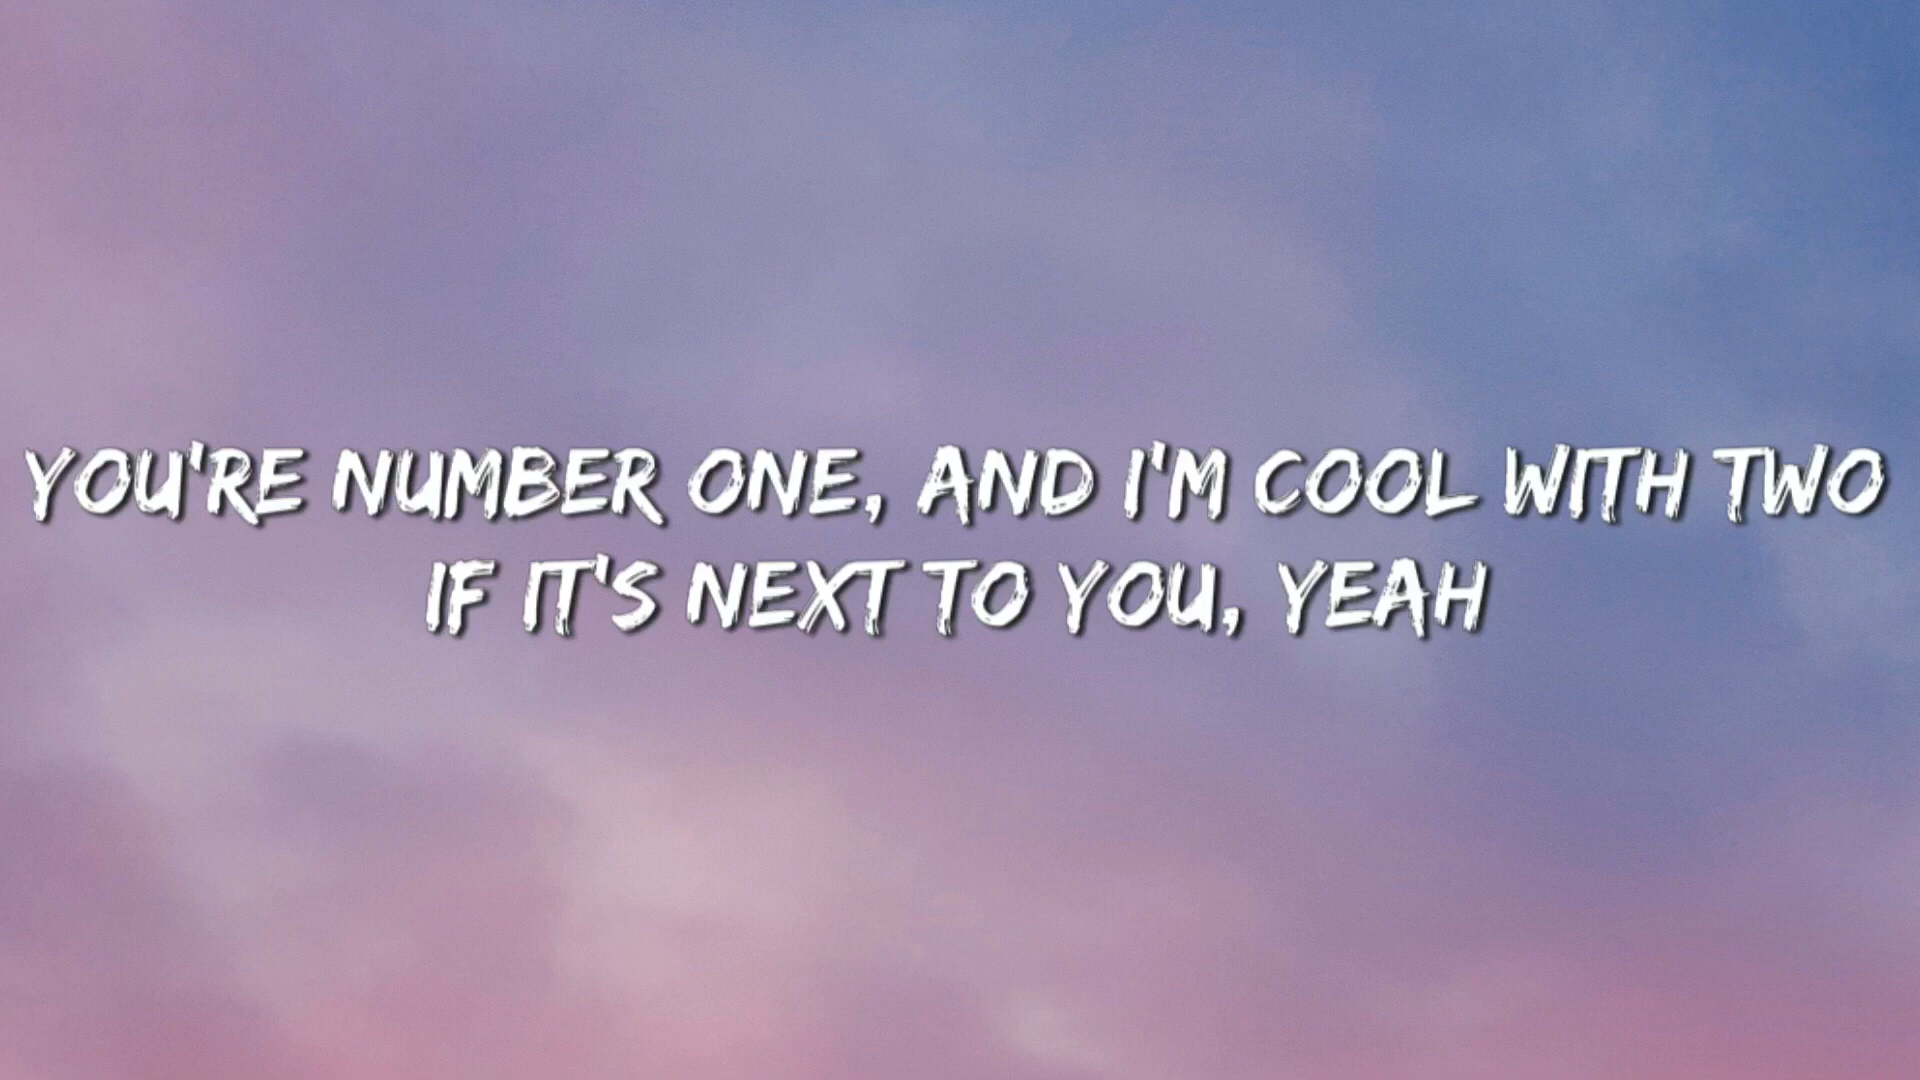 YOU'RE NUMBER ONE, AND I'M COOL WITH TWO
IF IT'S NEXT TO YOU, YEAH